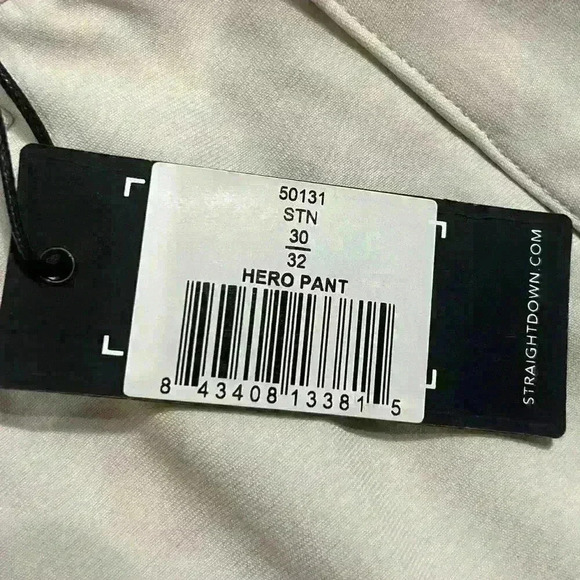 50131
STN
30
32
HERO PANT
8 43408 13381 5
STRAIGHTDOWN.COM